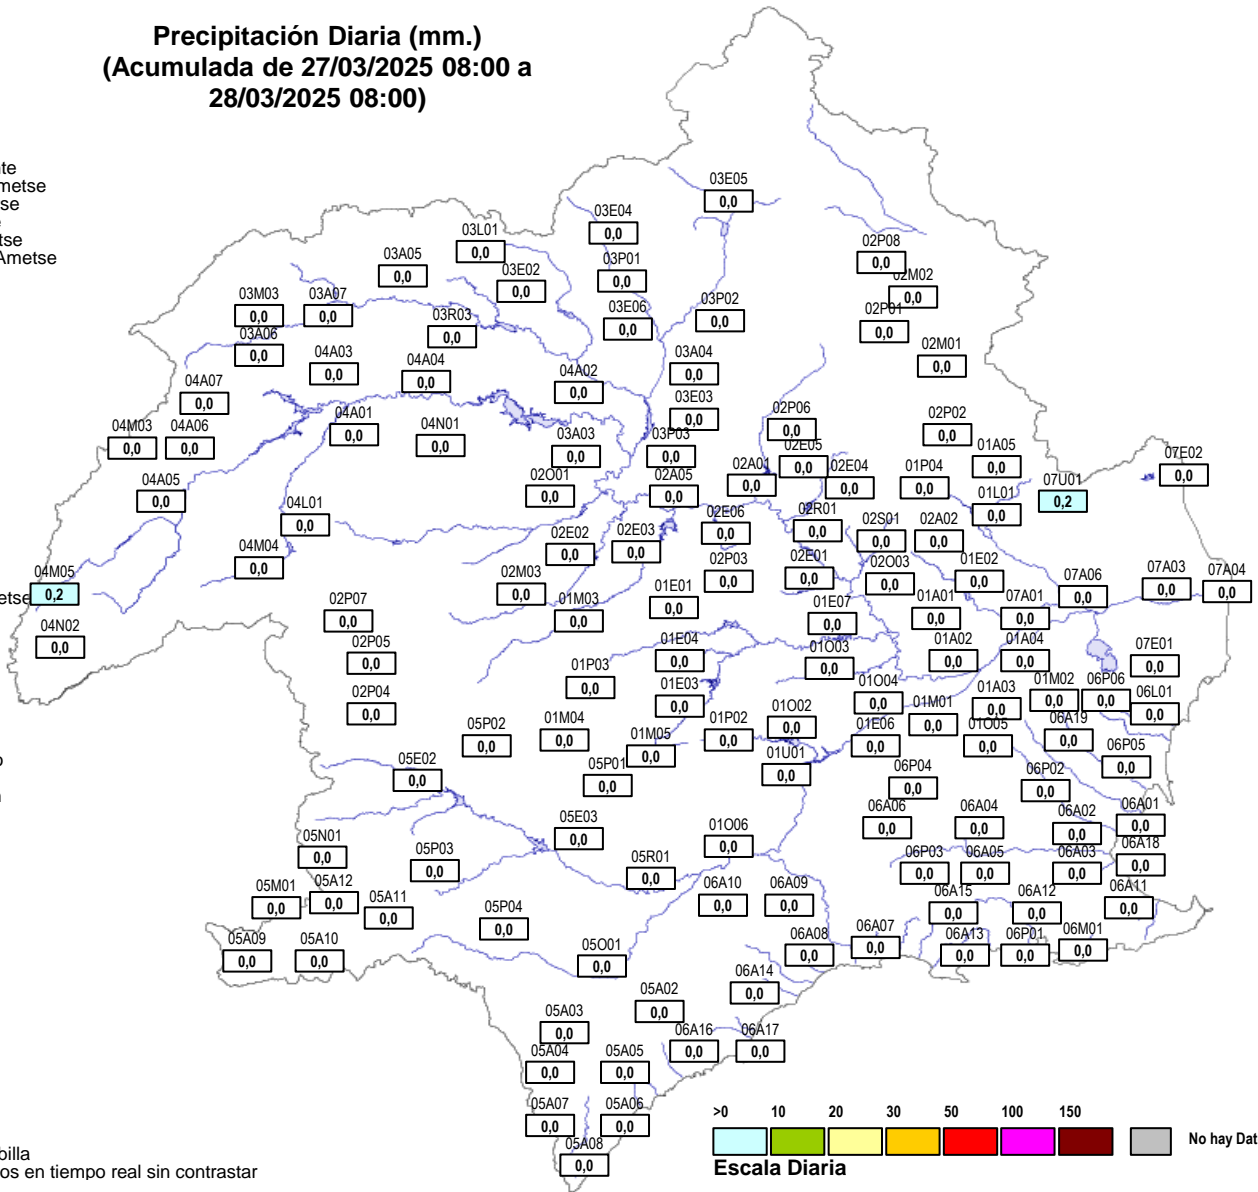 Precipitación Diaria (mm.)
(Acumulada de 27/03/2025 08:00 a
28/03/2025 08:00)
nte
metse
tse
e
tse
Ametse
03E05
0,0
03E04
0,0
03L01
0,0
03A05
0,0
03P01
0,0
03E02
0,0
02P08
0,0
02M02
0,0
03M03
0,0
03A07
0,0
03R03
0,0
03E06
0,0
03P02
0,0
02P01
0,0
03A06
0,0
04A03
0,0
04A04
0,0
04A02
0,0
03A04
0,0
02M01
0,0
04A07
0,0
03E03
0,0
04M03
0,0
04A06
0,0
04A01
0,0
04N01
0,0
03A03
0,0
03P03
0,0
02P06
0,0
02E05
0,0
02P02
0,0
01A05
0,0
07E02
0,0
04A05
0,0
02O01
0,0
02A05
0,0
02A01
0,0
02E04
0,0
01P04
0,0
01L01
0,0
07U01
0,2
04L01
0,0
02E06
0,0
02R01
0,0
02S01
0,0
02A02
0,0
04M04
0,0
02E02
0,0
02E03
0,0
04M05
0,2
02M03
0,0
02P03
0,0
02E01
0,0
02O03
0,0
01E02
0,0
07A06
0,0
07A03
0,0
07A04
0,0
etse
02P07
0,0
01M03
0,0
01E01
0,0
01E07
0,0
01A01
0,0
07A01
0,0
04N02
0,0
02P05
0,0
01E04
0,0
01O03
0,0
01A02
0,0
01A04
0,0
07E01
0,0
02P04
0,0
01P03
0,0
01E03
0,0
01O04
0,0
01A03
0,0
01M02
0,0
06P06
0,0
06L01
0,0
05P02
0,0
01M04
0,0
01M05
0,0
01P02
0,0
01O02
0,0
01E06
0,0
01M01
0,0
01O05
0,0
06A19
0,0
o
05E02
0,0
05P01
0,0
01U01
0,0
06P04
0,0
06P02
0,0
06P05
0,0
05N01
0,0
05P03
0,0
05E03
0,0
01O06
0,0
06A06
0,0
06A04
0,0
06A02
0,0
06A01
0,0
05R01
0,0
06P03
0,0
06A05
0,0
06A03
0,0
06A18
0,0
05M01
0,0
05A12
0,0
05A11
0,0
06A10
0,0
06A09
0,0
06A15
0,0
06A12
0,0
06A11
0,0
05A09
0,0
05A10
0,0
05P04
0,0
05O01
0,0
06A08
0,0
06A07
0,0
06A13
0,0
06P01
0,0
06M01
0,0
05A03
0,0
05A02
0,0
06A14
0,0
05A04
0,0
05A05
0,0
06A16
0,0
06A17
0,0
05A07
0,0
05A06
0,0
05A08
0,0
>0 10 20 30 50 100 150
No hay Dat
Escala Diaria
billa
os en tiempo real sin contrastar